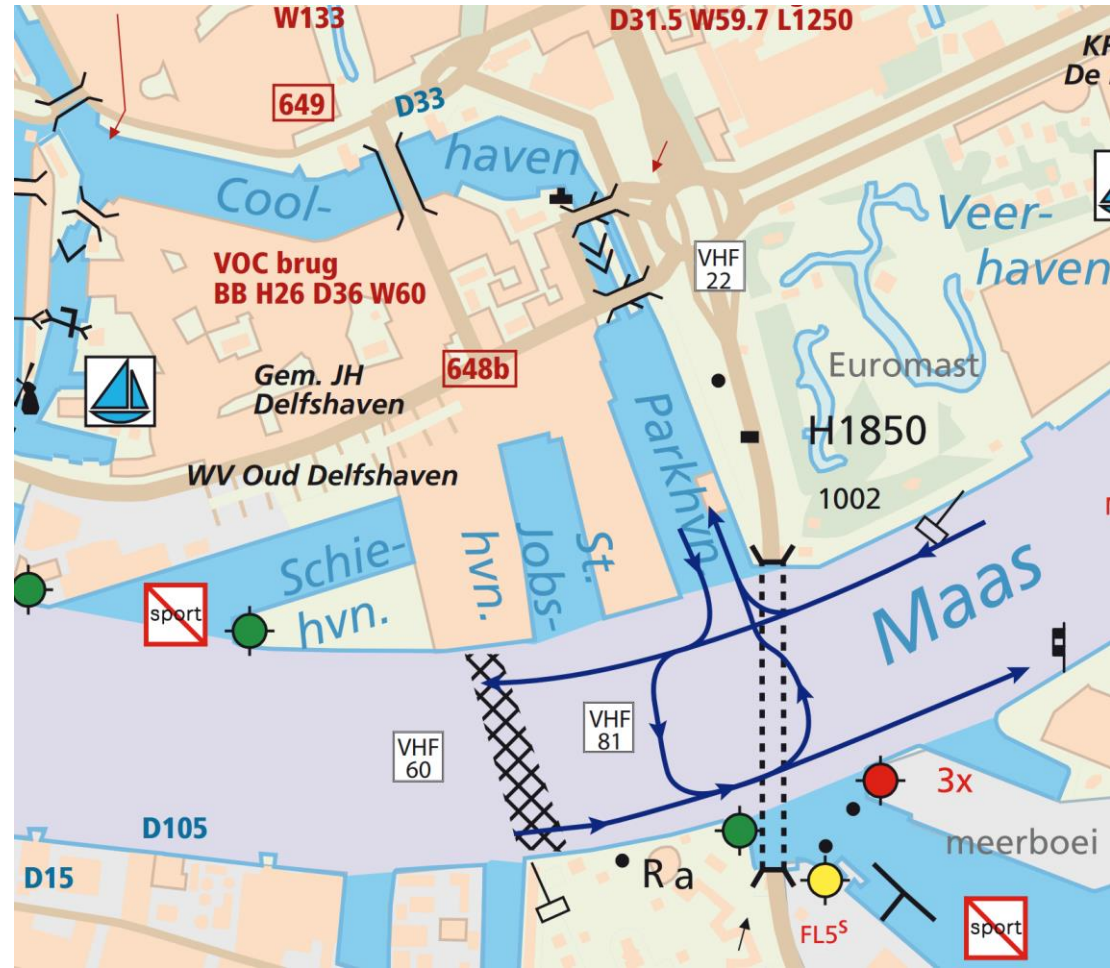 W133
D31.5 W59.7 L1250
649
D33
haven
Cool-
VHF
22
Veer-
haven
VOC brug
BB H26 D36 W60
648b
Gem. JH
Delfshaven
Euromast
H1850
WV Oud Delfshaven
1002
Parkhvn.
St.
Jobs-
hvn.
Schie-
hvn.
sport
Maas
VHF
81
VHF
60
3x
D105
meerboei
D15
R a
FL5s
sport